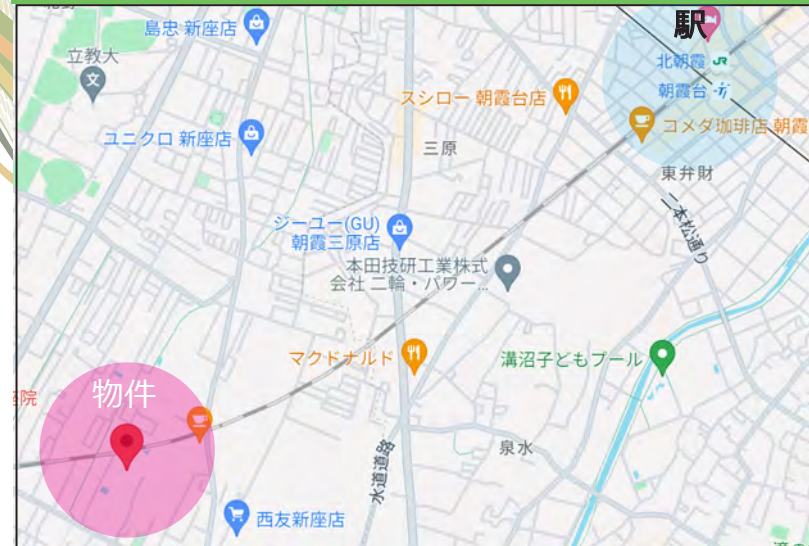 駅
島忠 新座店
立教大
北朝霞 JR
朝霞台
スシロー 朝霞台店
コメダ珈琲店 朝霞
ユニクロ 新座店
三原
東弁財
二本松通り
ジーユー(GU)
朝霞三原店
本田技研工業株式
会社 二輪・パワー...
マクドナルド
溝沼子どもプール
物件
院
泉水
水道道路
西友新座店